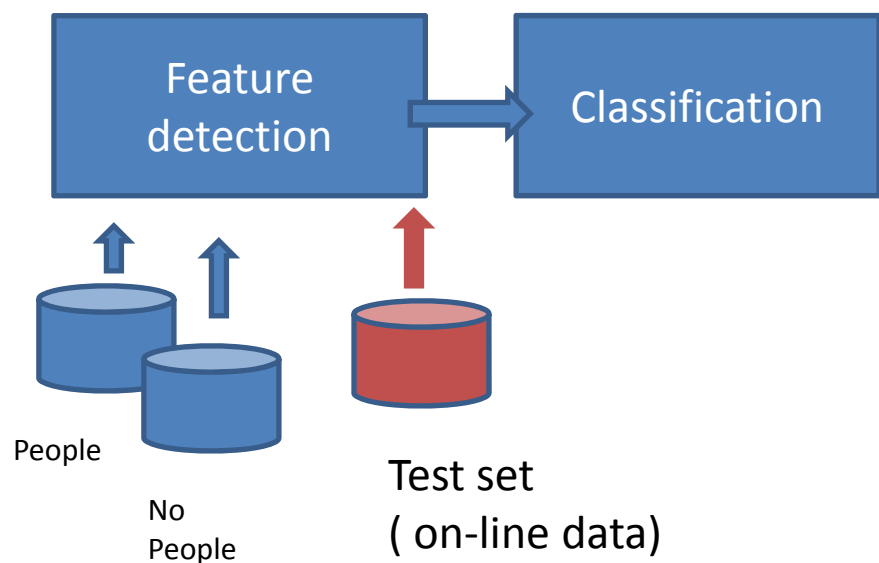 Feature
detection
Classification
People
No
People
Test set
( on-line data)